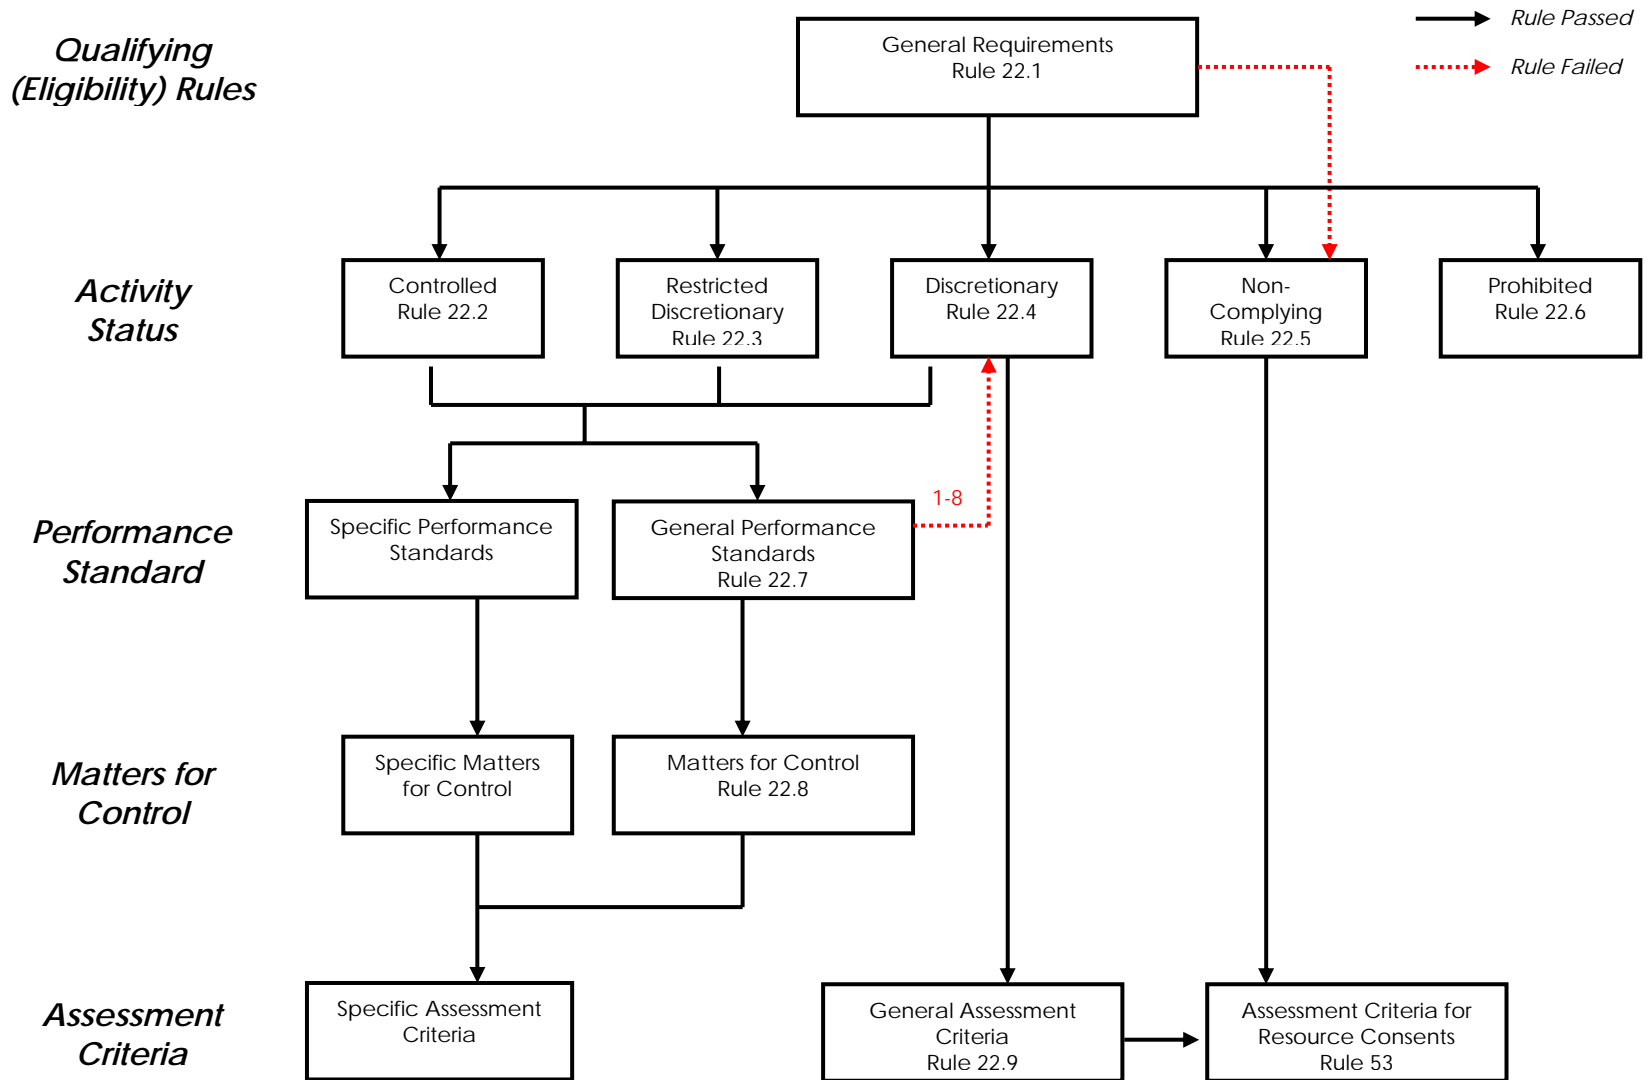 Qualifying
(Eligibility) Rules
General Requirements
Rule 22.1
Rule Passed
Rule Failed
Activity
Status
Controlled
Rule 22.2
Restricted
Discretionary
Rule 22.3
Discretionary
Rule 22.4
Non-
Complying
Rule 22.5
Prohibited
Rule 22.6
Performance
Standard
Specific Performance
Standards
General Performance
Standards
Rule 22.7
1-8
Matters for
Control
Specific Matters
for Control
Matters for Control
Rule 22.8
Assessment
Criteria
Specific Assessment
Criteria
General Assessment
Criteria
Rule 22.9
Assessment Criteria for
Resource Consents
Rule 53